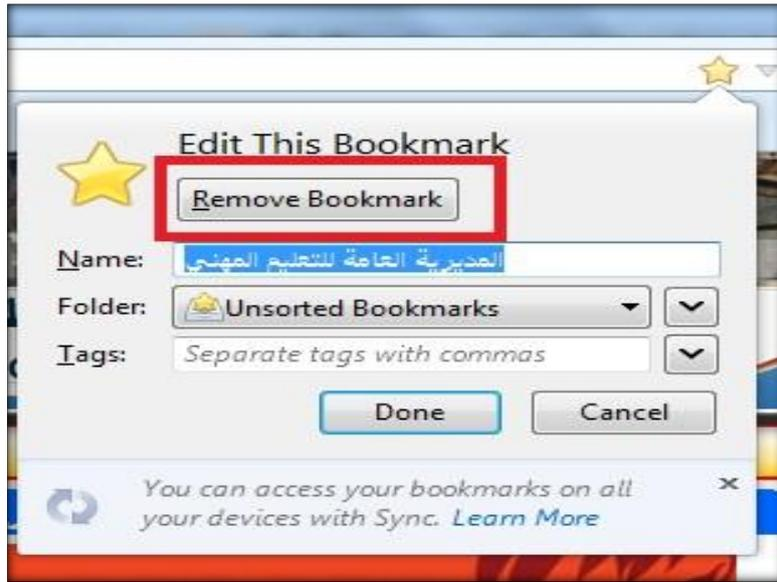 Edit This Bookmark
Remove Bookmark
Name: المديرية العامة للتعليم المهني
Folder: Unsorted Bookmarks
Tags: Separate tags with commas
Done Cancel
You can access your bookmarks on all
your devices with Sync. Learn More